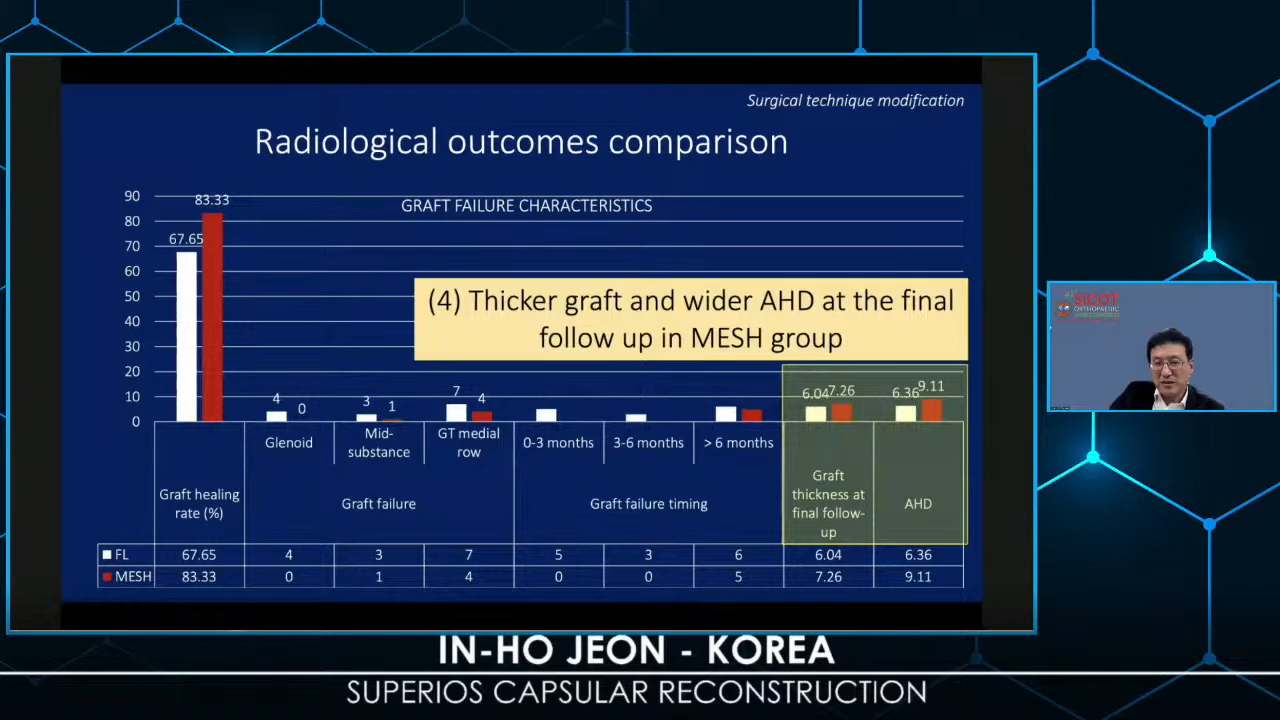 Surgical technique modification
Radiological outcomes comparison
GRAFT FAILURE CHARACTERISTICS
90
80
70
60
50
40
30
20
10
0
67.65
83.33
4
0
3
1
7
4
6.04
7.26
6.36
9.11
(4) Thicker graft and wider AHD at the final
follow up in MESH group
Glenoid
Mid-
substance
GT medial
row
0-3 months
3-6 months
> 6 months
Graft healing
rate (%)
Graft failure
Graft failure timing
Graft
thickness at
final follow-
up
AHD
FL 67.65 4 3 7 5 3 6 6.04 6.36
MESH 83.33 0 1 4 0 0 5 7.26 9.11
SICOT
ORTHOPAEDIC
IN-HO JEON - KOREA
SUPERIOS CAPSULAR RECONSTRUCTION